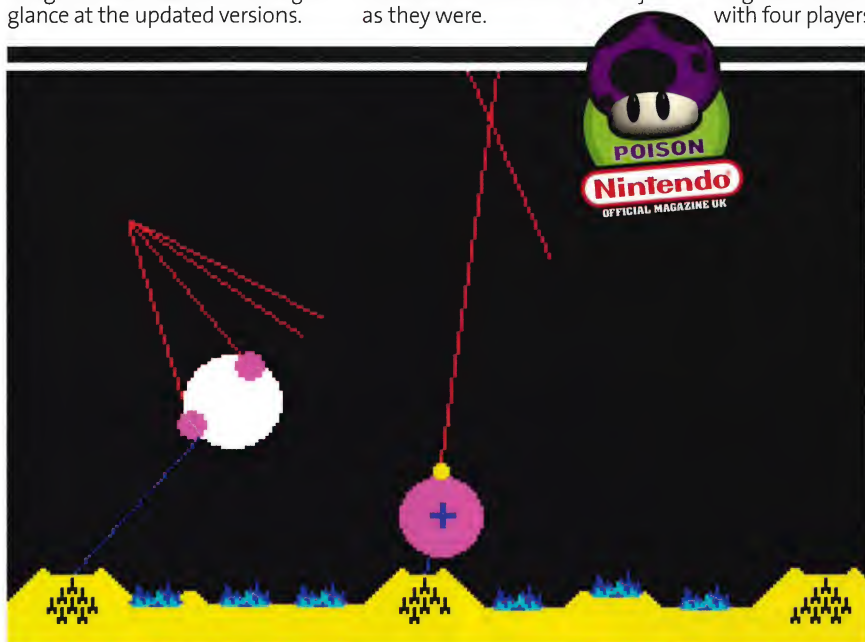 glance at the updated versions.
as they were.
with four players
POISON
Nintendo
OFFICIAL MAGAZINE UK